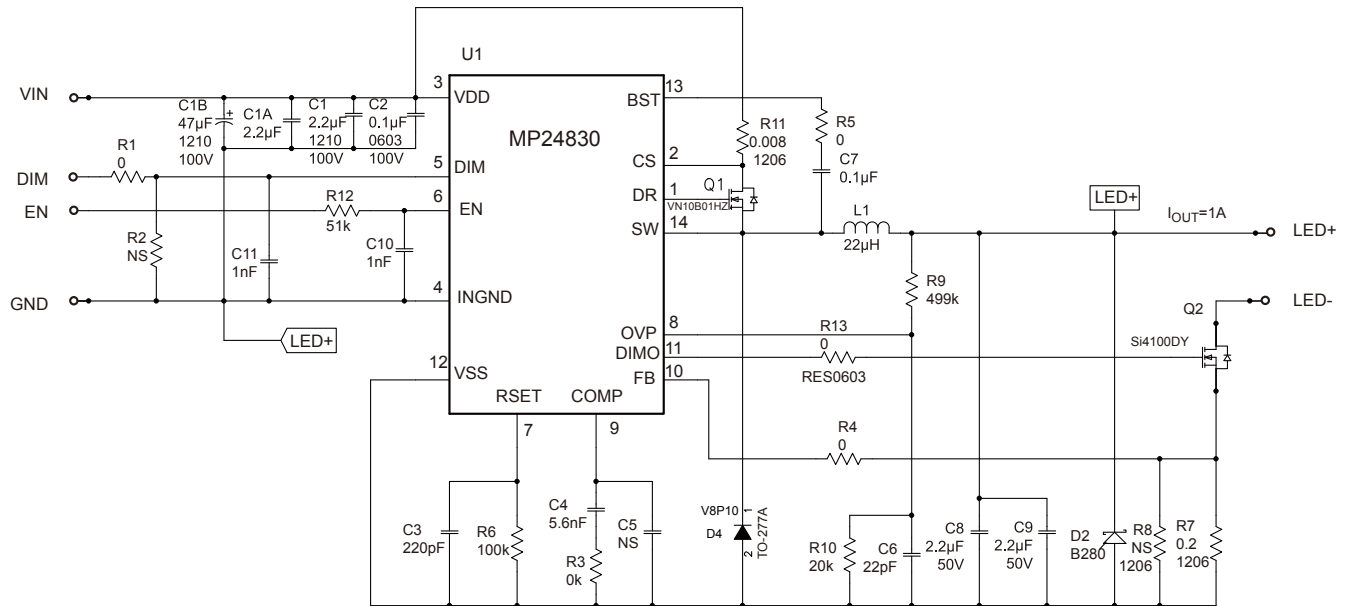 U1
MP24830
VIN
DIM
EN
GND
3
VDD
5
DIM
6
EN
4
INGND
12
VSS
RSET
7
COMP
9
13
BST
2
CS
1
DR
14
SW
8
OVP
11
DIMO
10
FB
C1B
47µF
1210
100V
+
C1A
2.2µF
C1
2.2µF
1210
100V
C2
0.1µF
0603
100V
R1
0
R2
NS
C11
1nF
R12
51k
C10
1nF
LED+
R11
0.008
1206
R5
0
C7
0.1µF
Q1
VN10B01HZ
L1
22µH
LED+
IOUT=1A
LED+
LED-
R9
499k
R13
0
RES0603
Q2
Si4100DY
R4
0
C3
220pF
R6
100k
C4
5.6nF
R3
0k
C5
NS
V8P10
D4
1
2
TO-277A
R10
20k
C6
22pF
C8
2.2µF
50V
C9
2.2µF
50V
D2
B280
R8
NS
1206
R7
0.2
1206